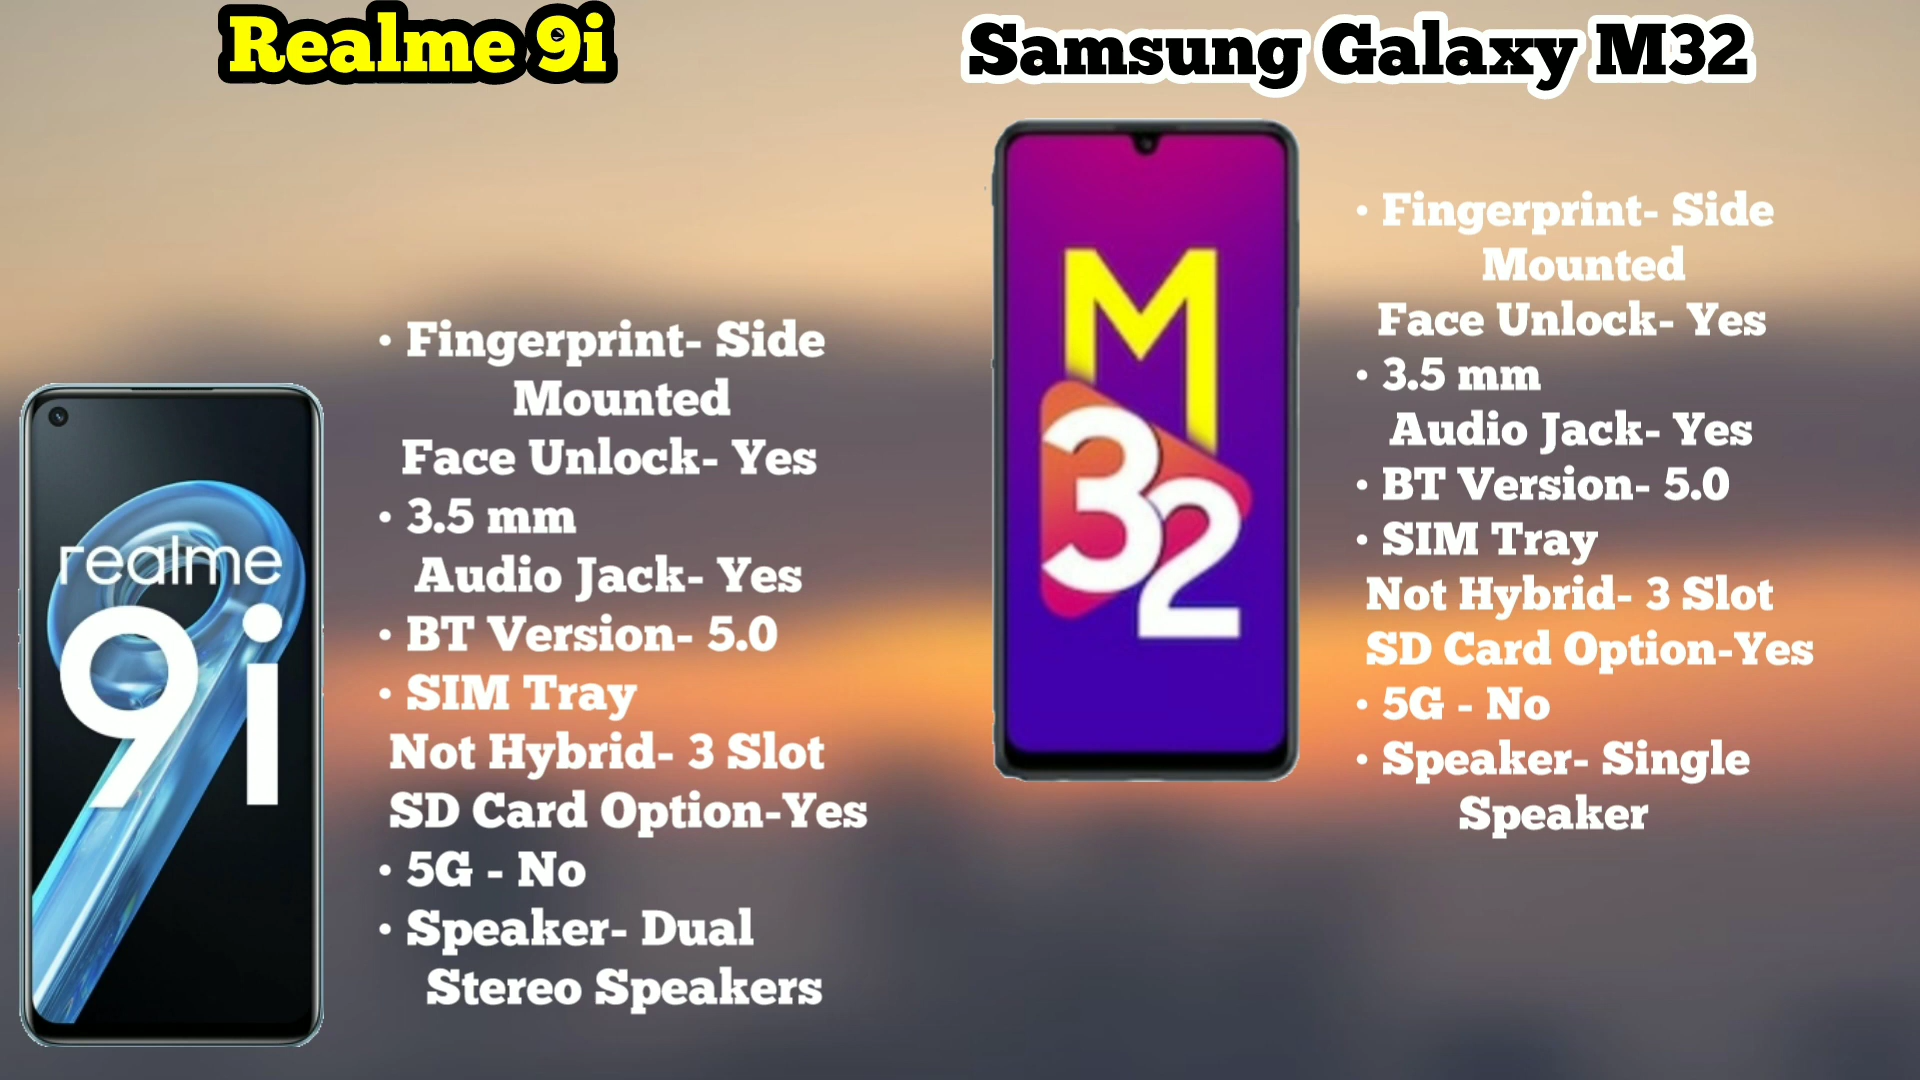 Realme 9i
Samsung Galaxy M32
realme
9i
• Fingerprint- Side
Mounted
Face Unlock- Yes
• 3.5 mm
Audio Jack- Yes
• BT Version- 5.0
• SIM Tray
Not Hybrid- 3 Slot
SD Card Option-Yes
• 5G - No
• Speaker- Dual
Stereo Speakers
M
32
• Fingerprint- Side
Mounted
Face Unlock- Yes
• 3.5 mm
Audio Jack- Yes
• BT Version- 5.0
• SIM Tray
Not Hybrid- 3 Slot
SD Card Option-Yes
• 5G - No
• Speaker- Single
Speaker